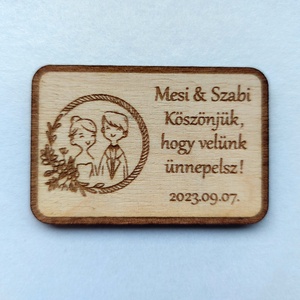 Mesi & Szabi
Köszönjük,
hogy velünk
ünnepelsz!
2023.09.07.